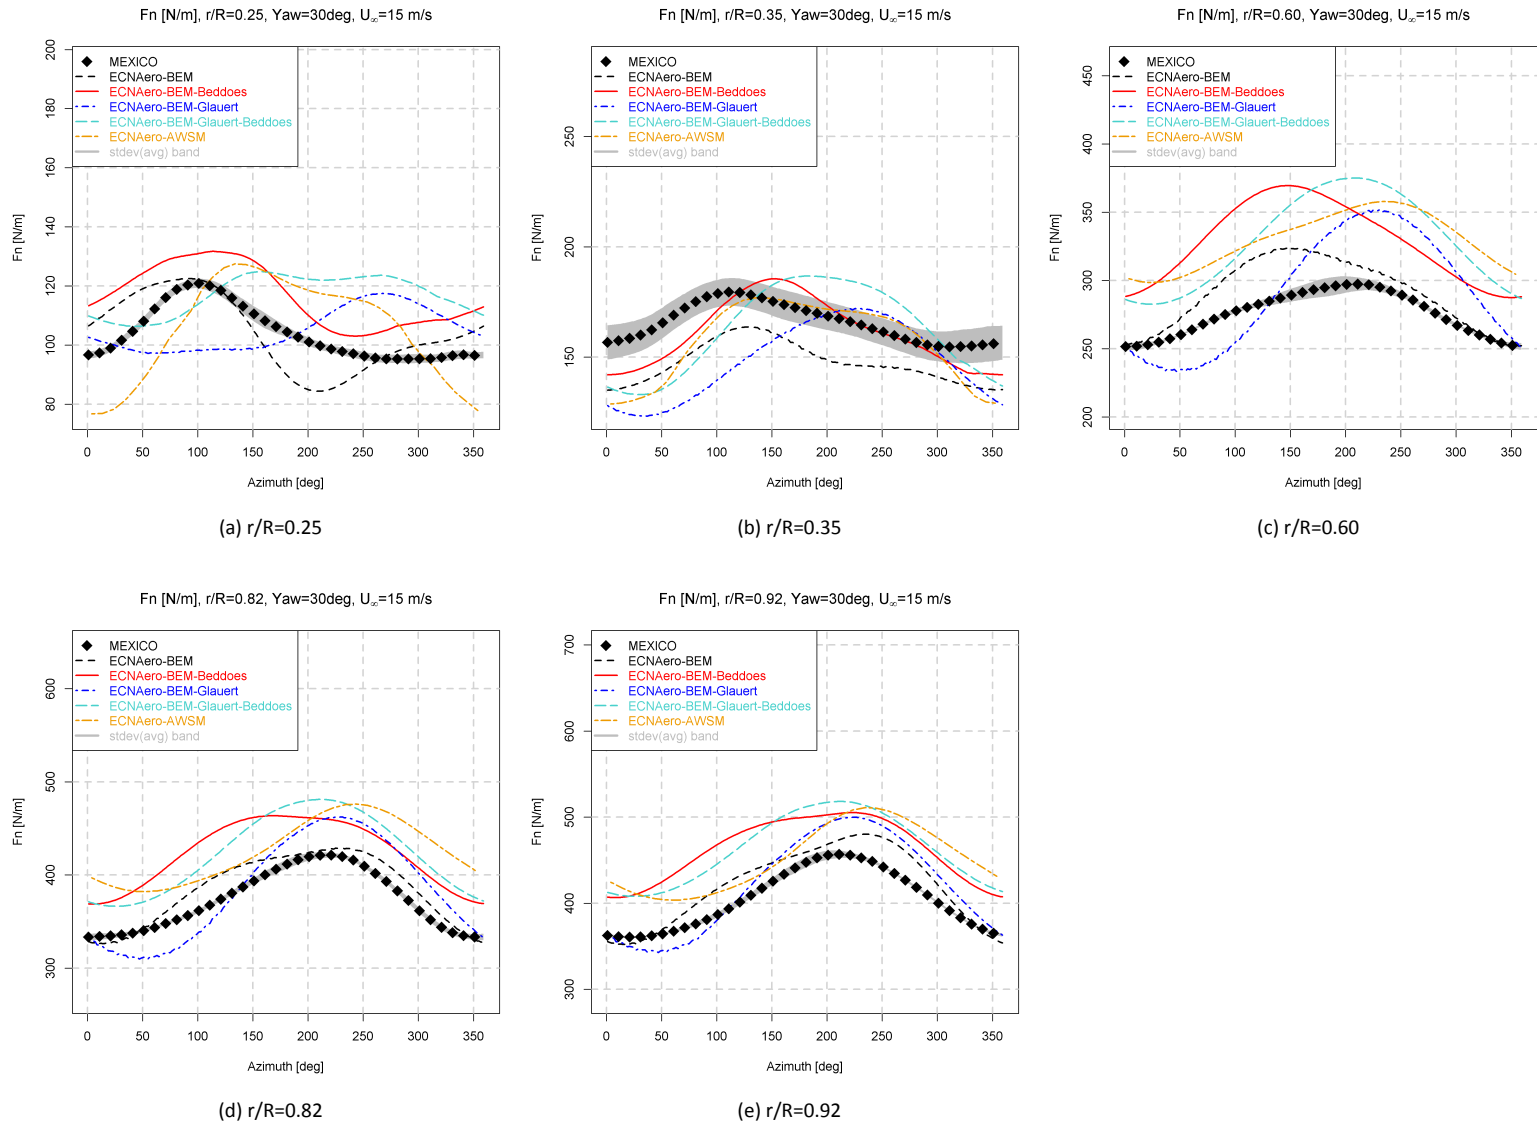 Fn [N/m], r/R=0.25, Yaw=30deg, U∞=15 m/s
200
180
160
140
120
100
80
Fn [N/m]
MEXICO
ECNAero-BEM
ECNAero-BEM-Beddoes
ECNAero-BEM-Glauert
ECNAero-BEM-Glauert-Beddoes
ECNAero-AWSM
stdev(avg) band
0 50 100 150 200 250 300 350
Azimuth [deg]
(a) r/R=0.25
Fn [N/m], r/R=0.35, Yaw=30deg, U∞=15 m/s
250
200
150
Fn [N/m]
MEXICO
ECNAero-BEM
ECNAero-BEM-Beddoes
ECNAero-BEM-Glauert
ECNAero-BEM-Glauert-Beddoes
ECNAero-AWSM
stdev(avg) band
0 50 100 150 200 250 300 350
Azimuth [deg]
(b) r/R=0.35
Fn [N/m], r/R=0.60, Yaw=30deg, U∞=15 m/s
450
400
350
300
250
200
Fn [N/m]
MEXICO
ECNAero-BEM
ECNAero-BEM-Beddoes
ECNAero-BEM-Glauert
ECNAero-BEM-Glauert-Beddoes
ECNAero-AWSM
stdev(avg) band
0 50 100 150 200 250 300 350
Azimuth [deg]
(c) r/R=0.60
Fn [N/m], r/R=0.82, Yaw=30deg, U∞=15 m/s
600
500
400
300
Fn [N/m]
MEXICO
ECNAero-BEM
ECNAero-BEM-Beddoes
ECNAero-BEM-Glauert
ECNAero-BEM-Glauert-Beddoes
ECNAero-AWSM
stdev(avg) band
0 50 100 150 200 250 300 350
Azimuth [deg]
(d) r/R=0.82
Fn [N/m], r/R=0.92, Yaw=30deg, U∞=15 m/s
700
600
500
400
300
Fn [N/m]
MEXICO
ECNAero-BEM
ECNAero-BEM-Beddoes
ECNAero-BEM-Glauert
ECNAero-BEM-Glauert-Beddoes
ECNAero-AWSM
stdev(avg) band
0 50 100 150 200 250 300 350
Azimuth [deg]
(e) r/R=0.92